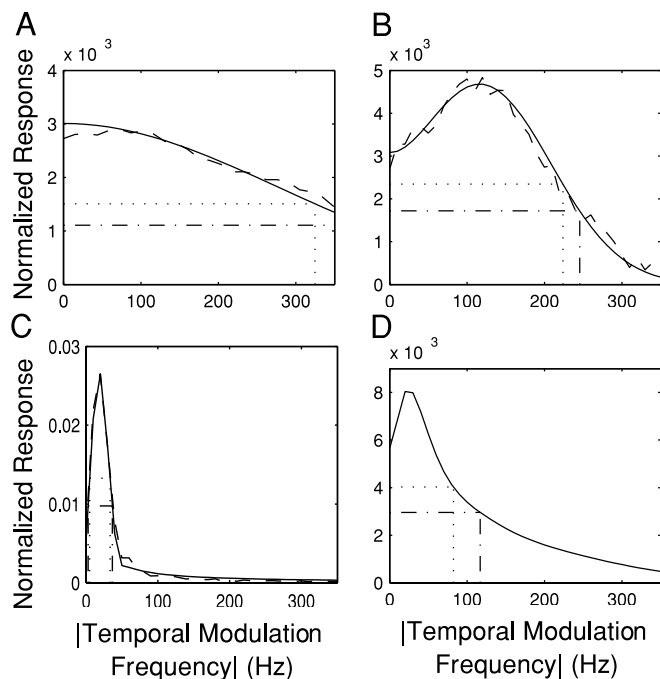 A
x 10 3
4
3
2
1
0
0 100 200 300
Normalized Response
B
x 10 3
5
4
3
2
1
0
0 100 200 300
C
0.03
0.02
0.01
0
0 100 200 300
Normalized Response
|Temporal Modulation
Frequency| (Hz)
D
x 10 3
8
6
4
2
0
0 100 200 300
|Temporal Modulation
Frequency| (Hz)